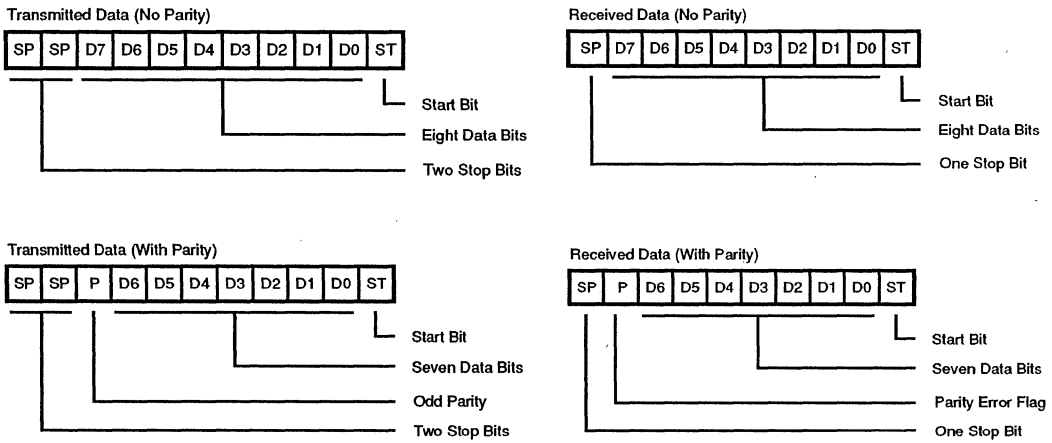 Transmitted Data (No Parity)
SP SP D7 D6 D5 D4 D3 D2 D1 D0 ST
Start Bit
Eight Data Bits
Two Stop Bits
Received Data (No Parity)
SP D7 D6 D5 D4 D3 D2 D1 D0 ST
Start Bit
Eight Data Bits
One Stop Bit
Transmitted Data (With Parity)
SP SP P D6 D5 D4 D3 D2 D1 D0 ST
Start Bit
Seven Data Bits
Odd Parity
Two Stop Bits
Received Data (With Parity)
SP P D6 D5 D4 D3 D2 D1 D0 ST
Start Bit
Seven Data Bits
Parity Error Flag
One Stop Bit